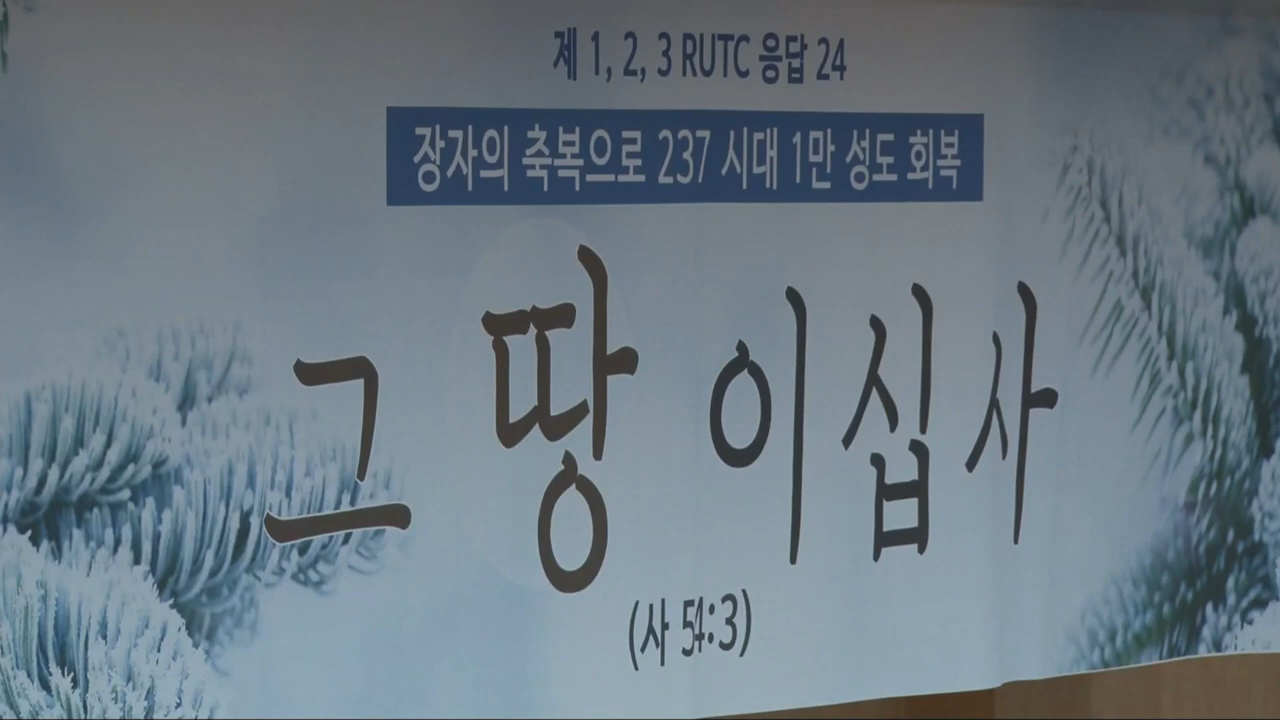 제 1, 2, 3 RUTC 응답 24
장자의 축복으로 237 시대 1만 성도 회복
그 땅 이십사
(사 54:3)